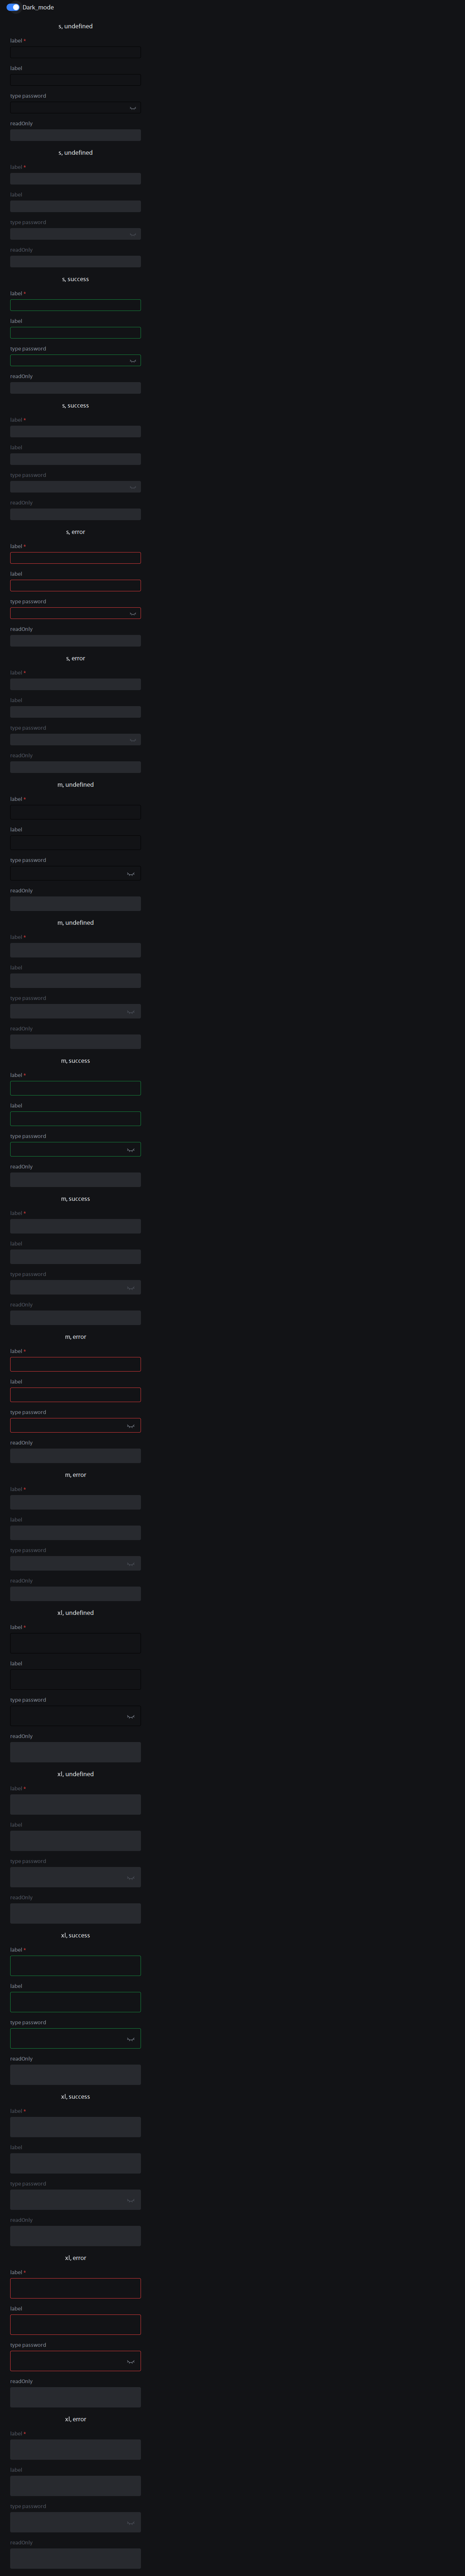 Dark_mode
s, undefined
label *
label
type password
readOnly
s, undefined
label *
label
type password
readOnly
s, success
label *
label
type password
readOnly
s, success
label *
label
type password
readOnly
s, error
label *
label
type password
readOnly
s, error
label *
label
type password
readOnly
m, undefined
label *
label
type password
readOnly
m, undefined
label *
label
type password
readOnly
m, success
label *
label
type password
readOnly
m, success
label *
label
type password
readOnly
m, error
label *
label
type password
readOnly
m, error
label *
label
type password
readOnly
xl, undefined
label *
label
type password
readOnly
xl, undefined
label *
label
type password
readOnly
xl, success
label *
label
type password
readOnly
xl, success
label *
label
type password
readOnly
xl, error
label *
label
type password
readOnly
xl, error
label *
label
type password
readOnly